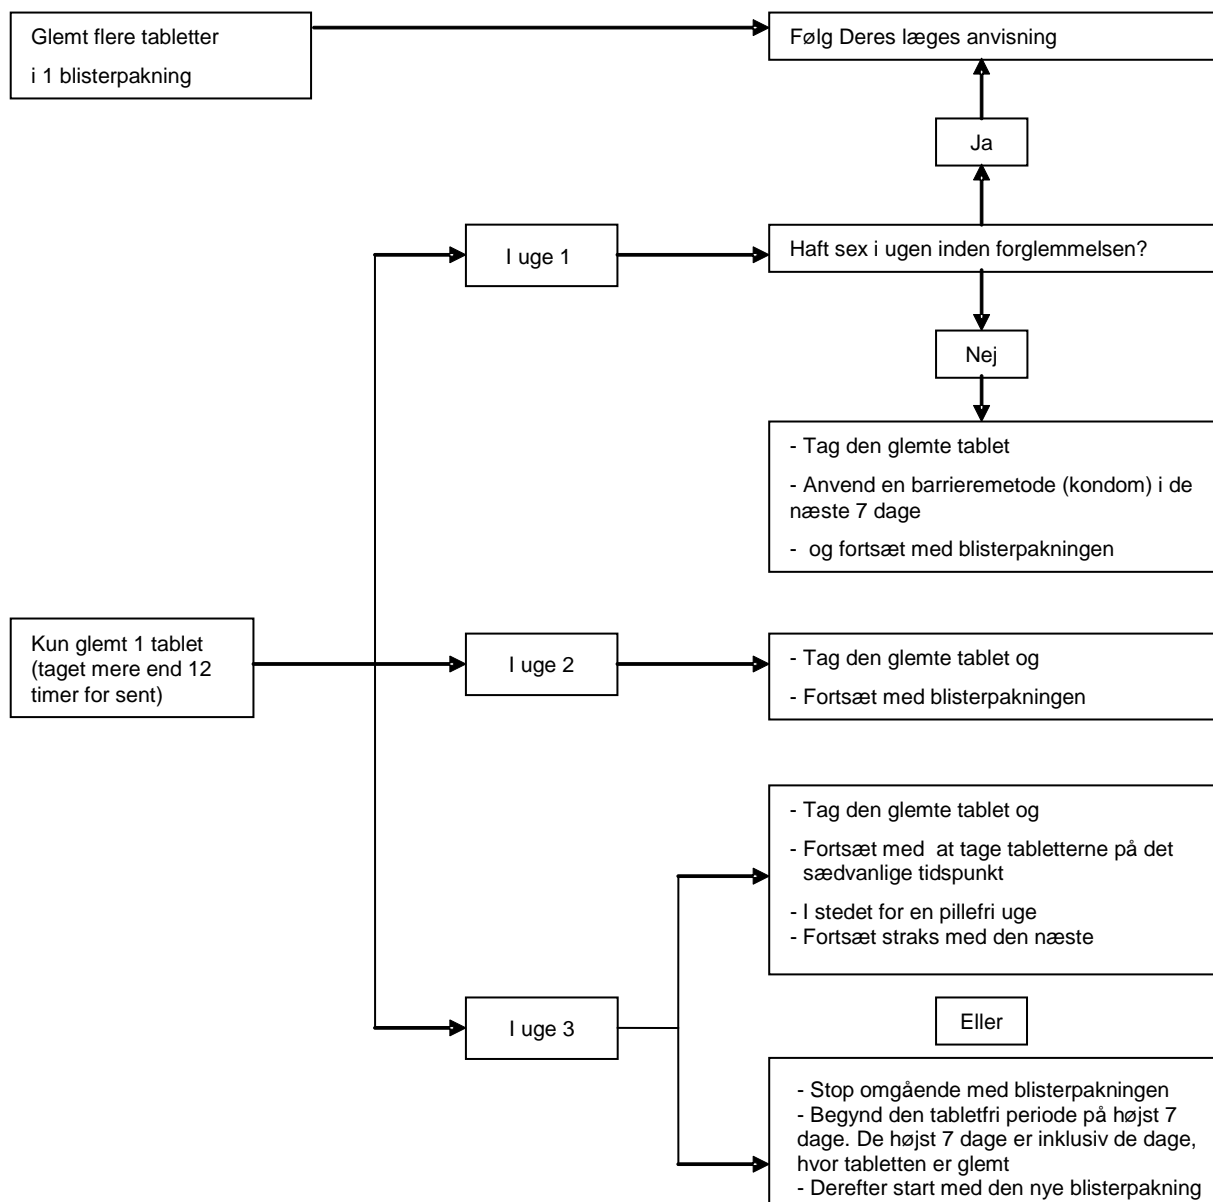 Glemt flere tabletter
i 1 blisterpakning
Følg Deres læges anvisning
Ja
I uge 1
Haft sex i ugen inden forglemmelsen?
Nej
- Tag den glemte tablet
- Anvend en barrieremetode (kondom) i de
næste 7 dage
- og fortsæt med blisterpakningen
Kun glemt 1 tablet
(taget mere end 12
timer for sent)
I uge 2
- Tag den glemte tablet og
- Fortsæt med blisterpakningen
- Tag den glemte tablet og
- Fortsæt med at tage tabletterne på det
sædvanlige tidspunkt
- I stedet for en pillefri uge
- Fortsæt straks med den næste
I uge 3
Eller
- Stop omgående med blisterpakningen
- Begynd den tabletfri periode på højst 7
dage. De højst 7 dage er inklusiv de dage,
hvor tabletten er glemt
- Derefter start med den nye blisterpakning